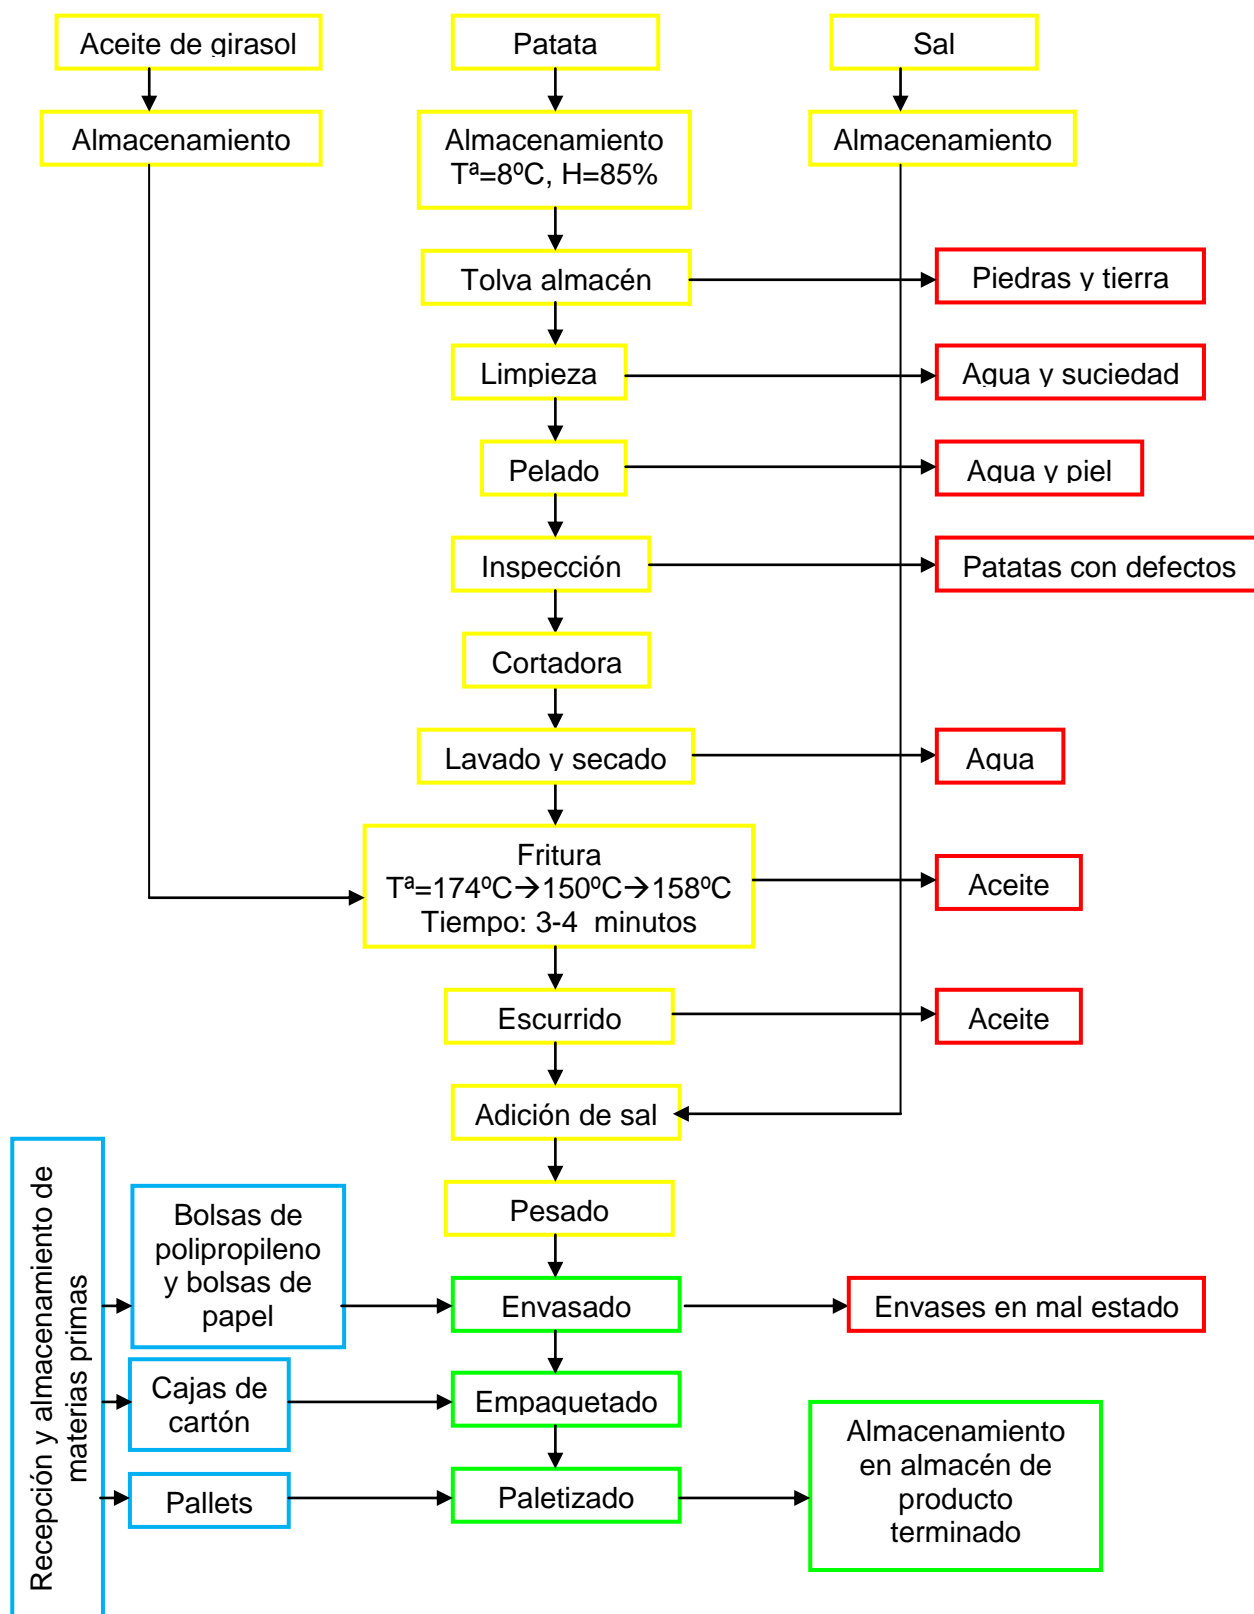 Aceite de girasol
Patata
Sal
Almacenamiento
Almacenamiento
Tª=8ºC, H=85%
Almacenamiento
Tolva almacén
Piedras y tierra
Limpieza
Agua y suciedad
Pelado
Agua y piel
Inspección
Patatas con defectos
Cortadora
Lavado y secado
Agua
Fritura
Tª=174ºC→150ºC→158ºC
Tiempo: 3-4 minutos
Aceite
Escurrido
Aceite
Adición de sal
Pesado
Recepción y almacenamiento de
materias primas
Bolsas de
polipropileno
y bolsas de
papel
Envasado
Envases en mal estado
Cajas de
cartón
Empaquetado
Pallets
Paletizado
Almacenamiento
en almacén de
producto
terminado